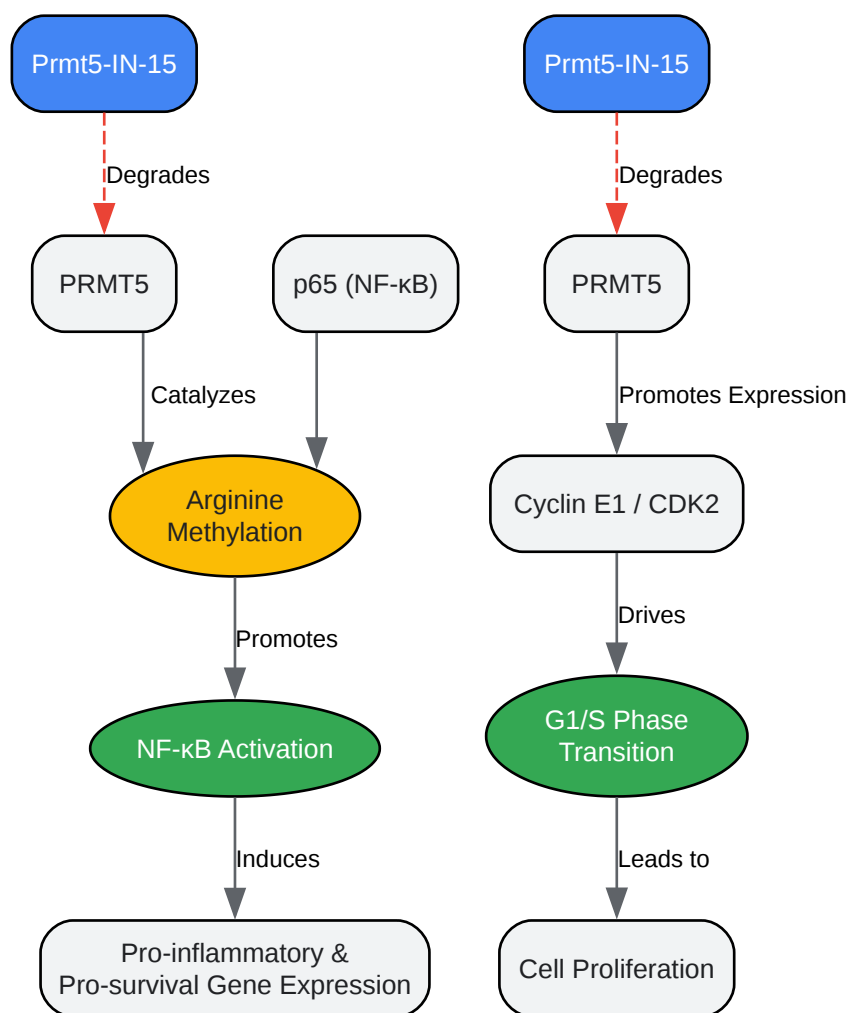 Prmt5-IN-15
Degrades
PRMT5
p65 (NF-κB)
Catalyzes
Arginine
Methylation
Promotes
NF-κB Activation
Induces
Pro-inflammatory &
Pro-survival Gene Expression
Prmt5-IN-15
Degrades
PRMT5
Promotes Expression
Cyclin E1 / CDK2
Drives
G1/S Phase
Transition
Leads to
Cell Proliferation